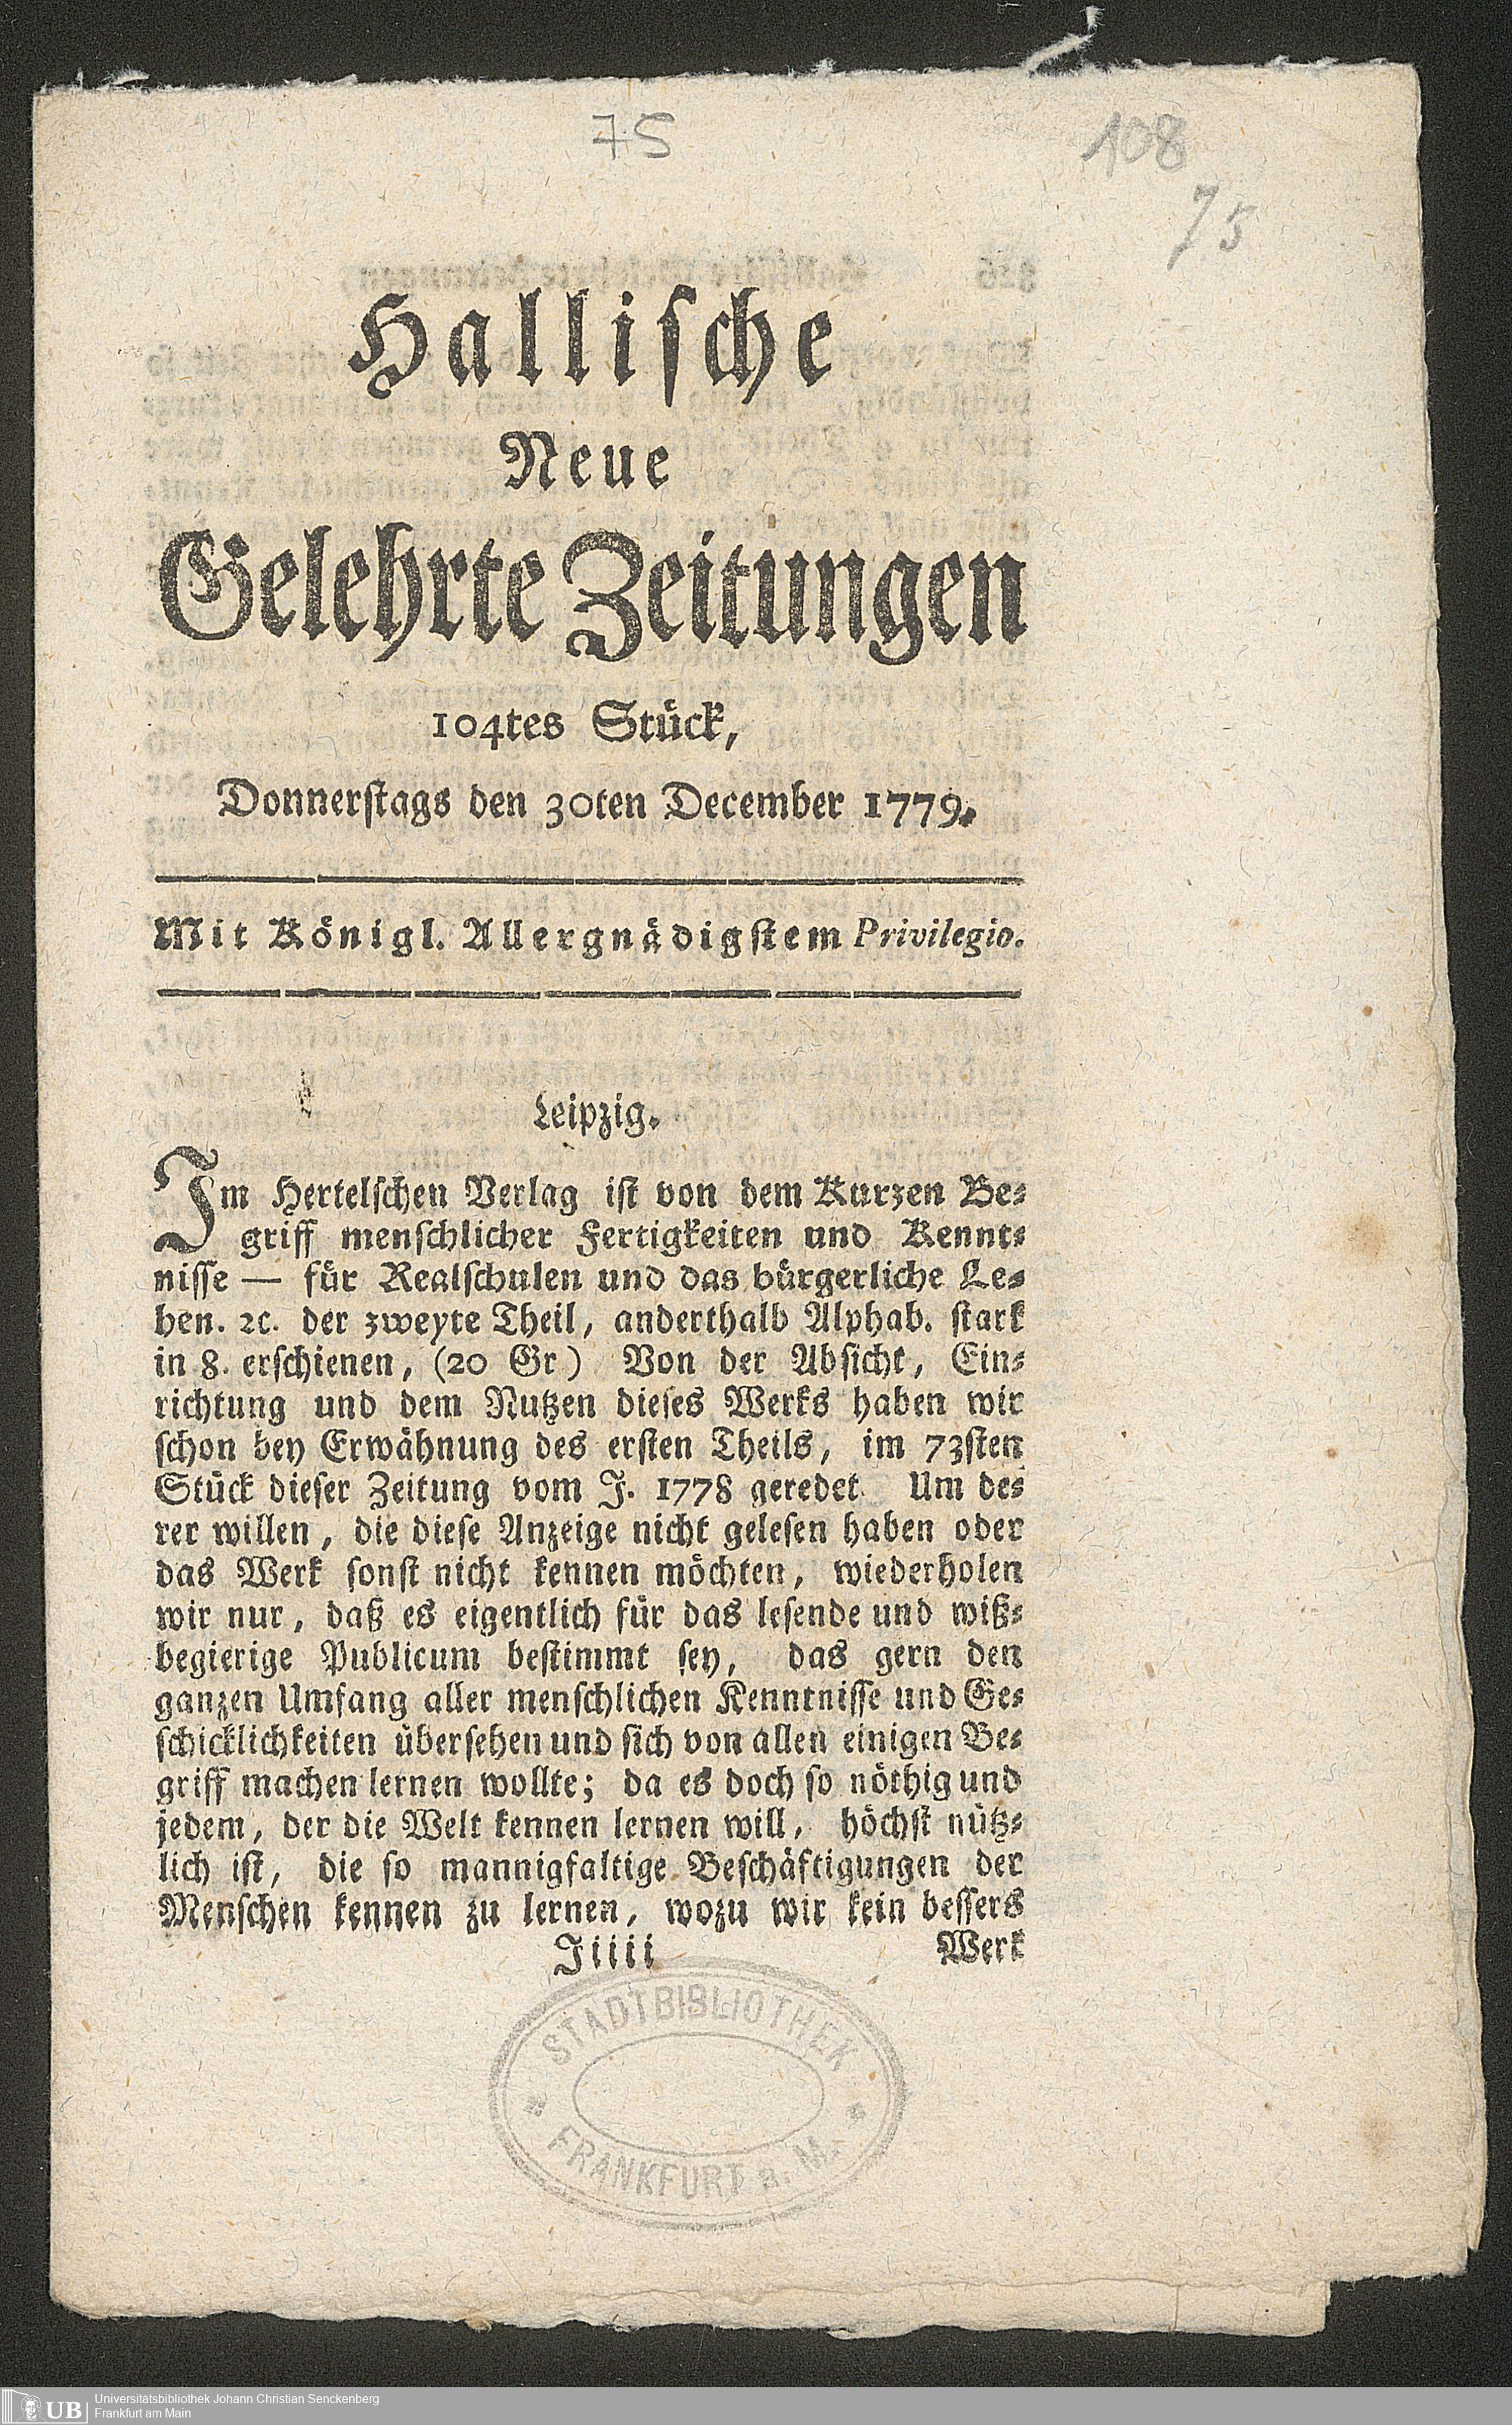 75
108
75
Hallische
Neue
Gelehrte Zeitungen
104tes Stück,
Donnerstags den 30ten December 1779.
Mit Königl. Allergnädigstem Privilegio.
Leipzig.
Im Hertelschen Verlag ist von dem Kurzen Be-
griff menschlicher Fertigkeiten und Kennt-
nisse — für Realschulen und das bürgerliche Le-
hen. ꝛc. der zweyte Theil, anderthalb Alphab. stark
in 8. erschienen, (20 Gr) Von der Absicht, Ein-
richtung und dem Nutzen dieses Werks haben wir
schon bey Erwähnung des ersten Theils, im 73sten
Stück dieser Zeitung vom J. 1778 geredet. Um de-
rer willen, die diese Anzeige nicht gelesen haben oder
das Werk sonst nicht kennen möchten, wiederholen
wir nur, daß es eigentlich für das lesende und wiß-
begierige Publicum bestimmt sey, das gern den
ganzen Umfang aller menschlichen Kenntnisse und Ge-
schicklichkeiten übersehen und sich von allen einigen Be-
griff machen lernen wollte; da es doch so nöthig und
jedem, der die Welt kennen lernen will, höchst nütz-
lich ist, die so mannigfaltige Beschäftigungen der
Menschen kennen zu lernen, wozu wir kein bessers
Jiiii Werk
STADTBIBLIOTHEK
FRANKFURT a. M.
UB Universitätsbibliothek Johann Christian Senckenberg
Frankfurt am Main